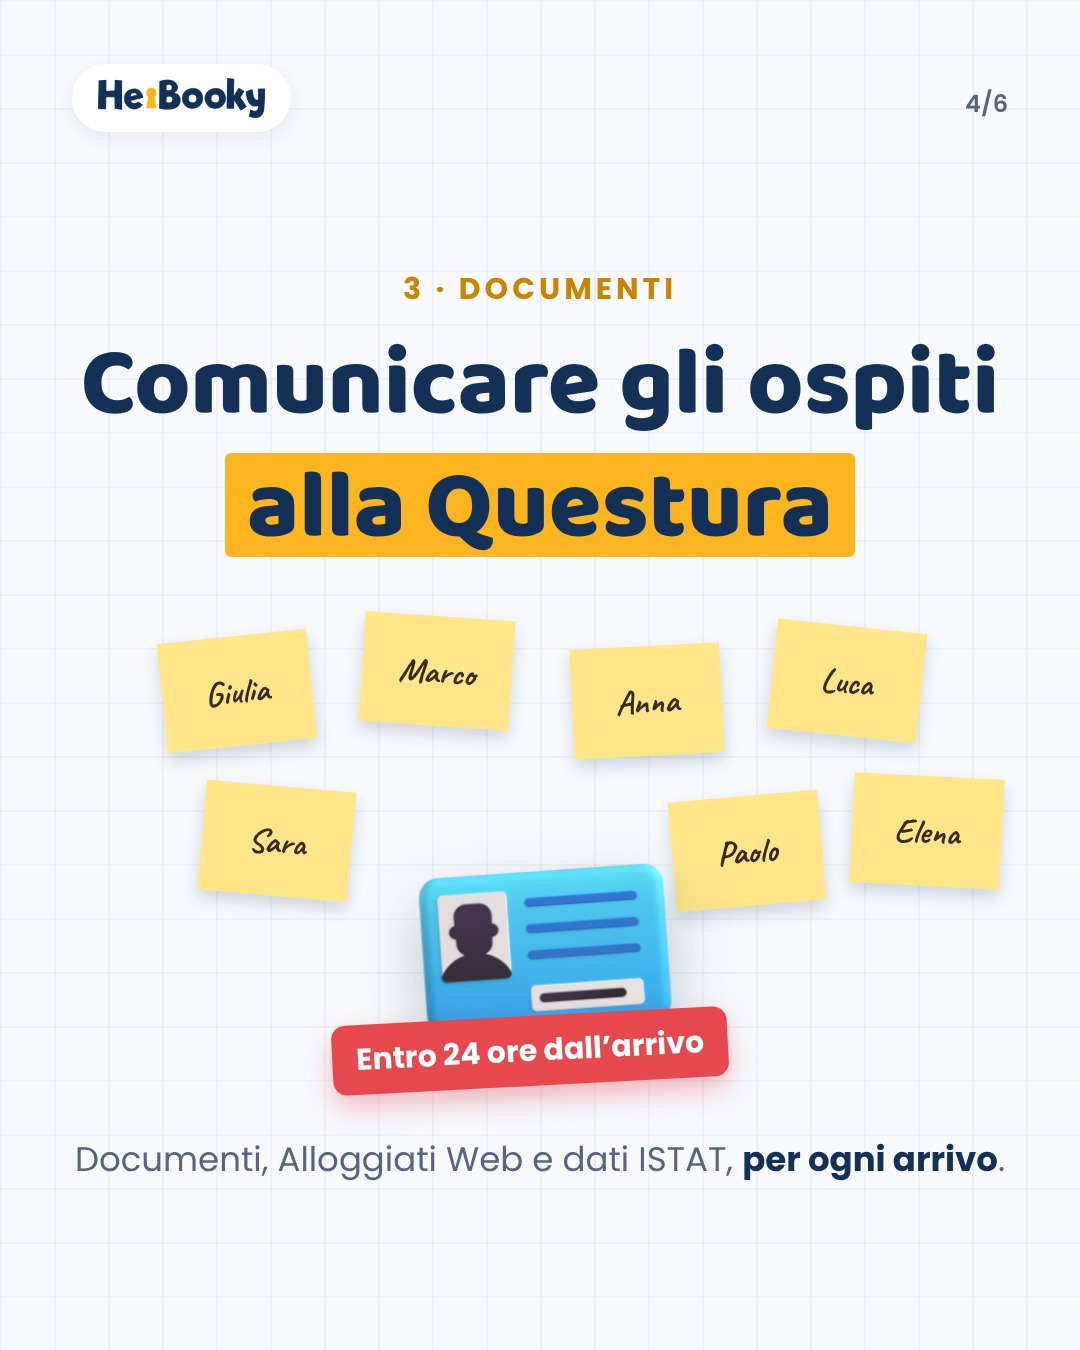 HeiBooky
4/6
3 · DOCUMENTI
Comunicare gli ospiti
alla Questura
Giulia
Marco
Anna
Luca
Sara
Paolo
Elena
Entro 24 ore dall’arrivo
Documenti, Alloggiati Web e dati ISTAT, per ogni arrivo.